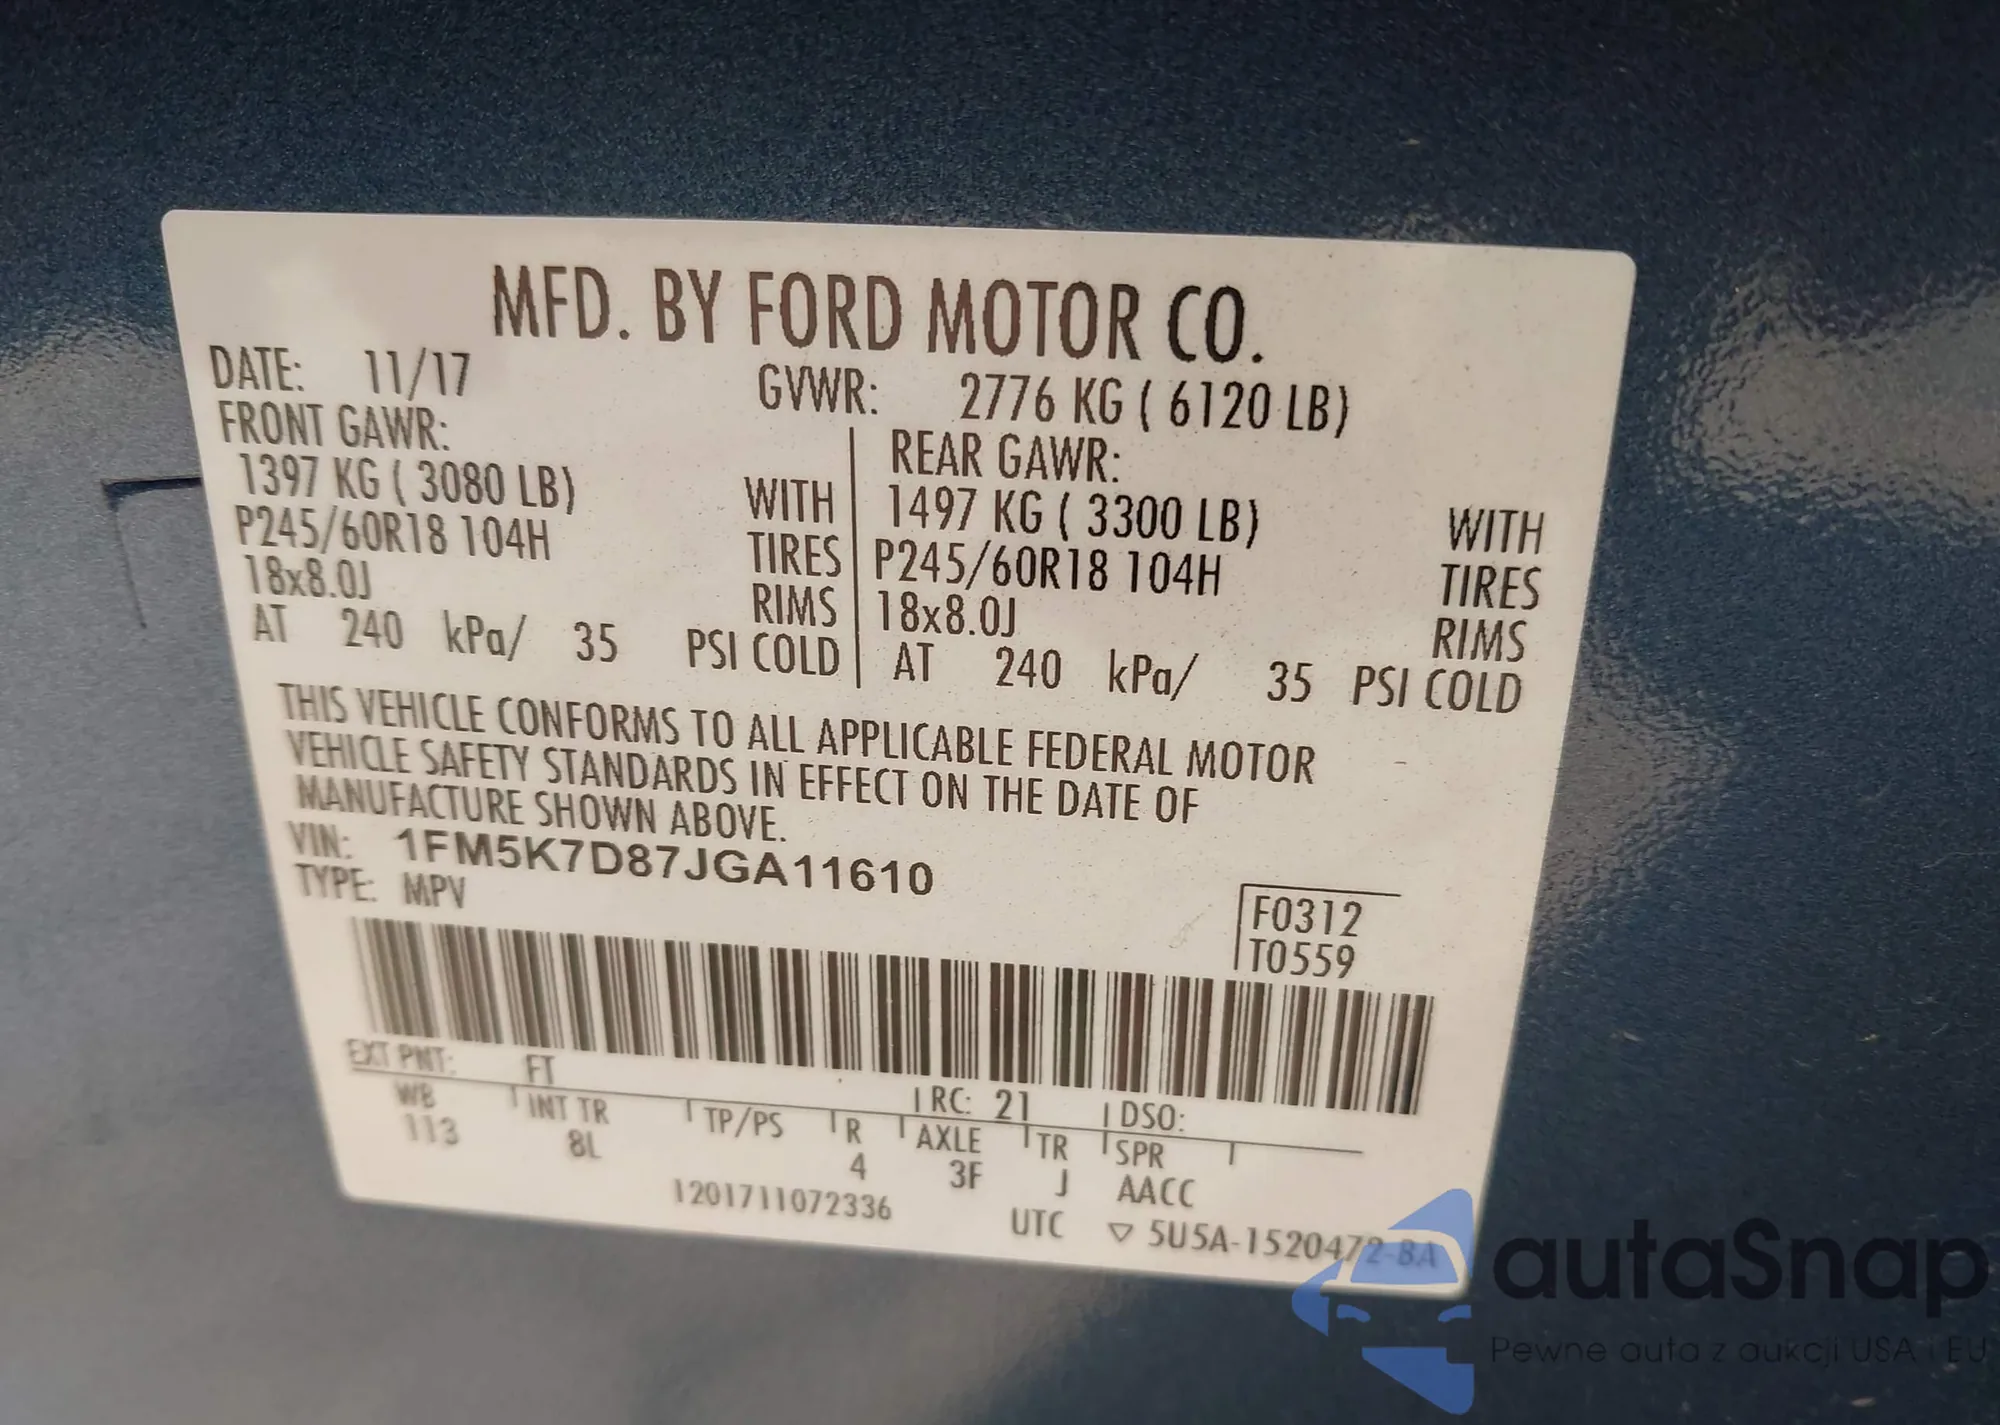 MFD. BY FORD MOTOR CO.
DATE: 11/17 GVWR: 2776 KG ( 6120 LB)
FRONT GAWR: REAR GAWR:
1397 KG ( 3080 LB) WITH 1497 KG ( 3300 LB) WITH
P245/60R18 104H TIRES P245/60R18 104H TIRES
18x8.0J RIMS 18x8.0J RIMS
AT 240 kPa/ 35 PSI COLD AT 240 kPa/ 35 PSI COLD
THIS VEHICLE CONFORMS TO ALL APPLICABLE FEDERAL MOTOR
VEHICLE SAFETY STANDARDS IN EFFECT ON THE DATE OF
MANUFACTURE SHOWN ABOVE.
VIN: 1FM5K7D87JGA11610
TYPE: MPV
F0312
T0559
EXT PNT: FT RC: 21 DSO:
WB INT TR TP/PS R AXLE TR SPR
113 8L 4 3F J AACC
1201711072336 UTC ▽ 5U5A-1520472-BA
autaSnap
Pewne auta z aukcji USA i EU